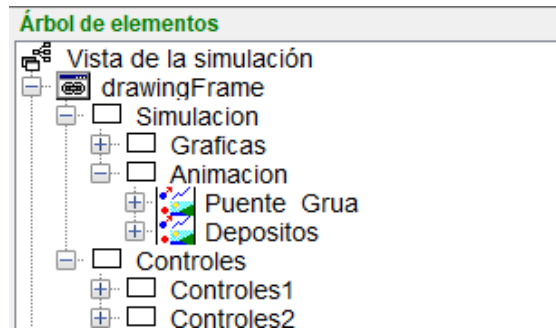 Árbol de elementos
Vista de la simulación
drawingFrame
Simulacion
Graficas
Animacion
Puente Grua
Depositos
Controles
Controles1
Controles2